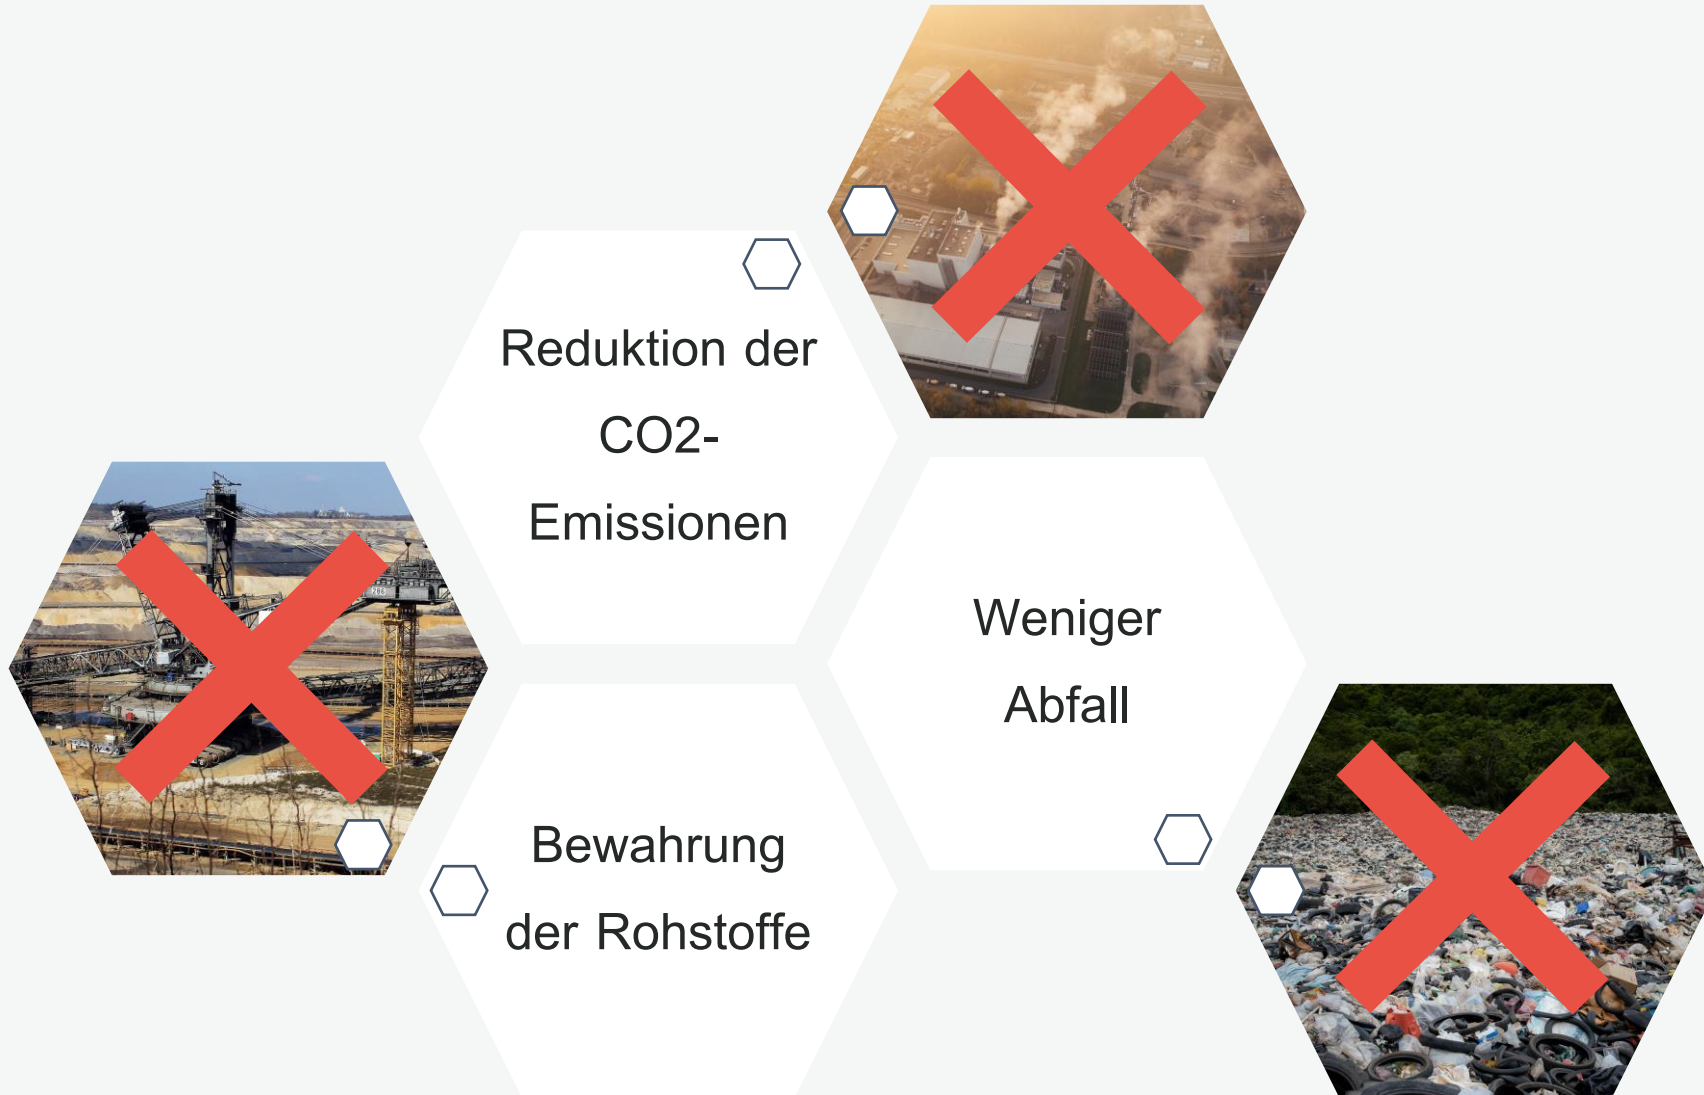 Reduktion der
CO2-
Emissionen
Weniger
Abfall
Bewahrung
der Rohstoffe